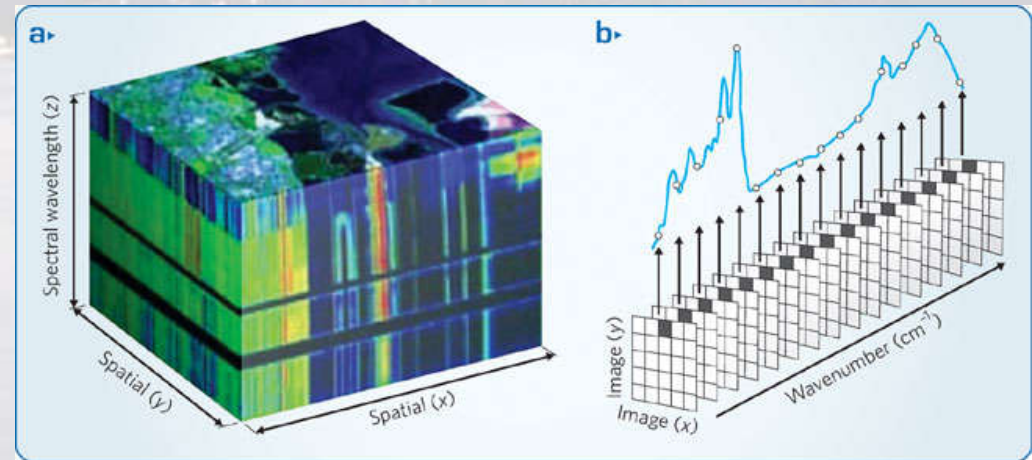 a▸
Spectral wavelength (z)
Spatial (y)
Spatial (x)
b▸
Image (y)
Image (x)
Wavenumber (cm⁻¹)